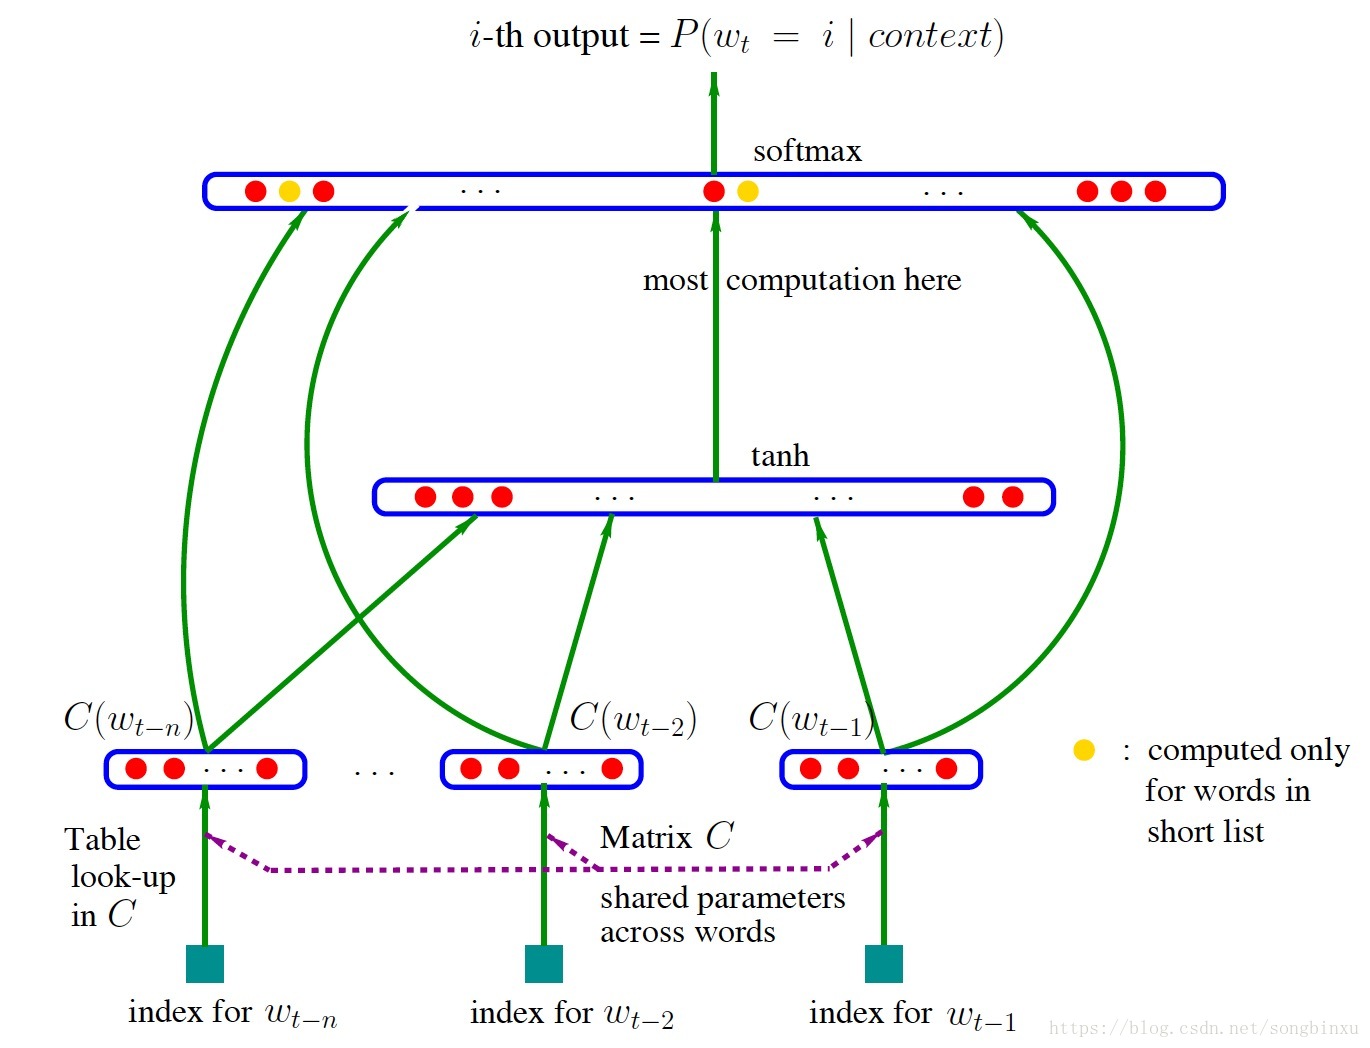 i-th output = P(w_t = i | context)
softmax
. . . . . .
most computation here
tanh
. . . . . .
C(w_{t−n}) C(w_{t−2}) C(w_{t−1})
. . . . . . . . . . . .
: computed only
for words in
short list
Table
look-up
in C
Matrix C
shared parameters
across words
index for w_{t−n} index for w_{t−2} index for w_{t−1}
https://blog.csdn.net/songbinxu